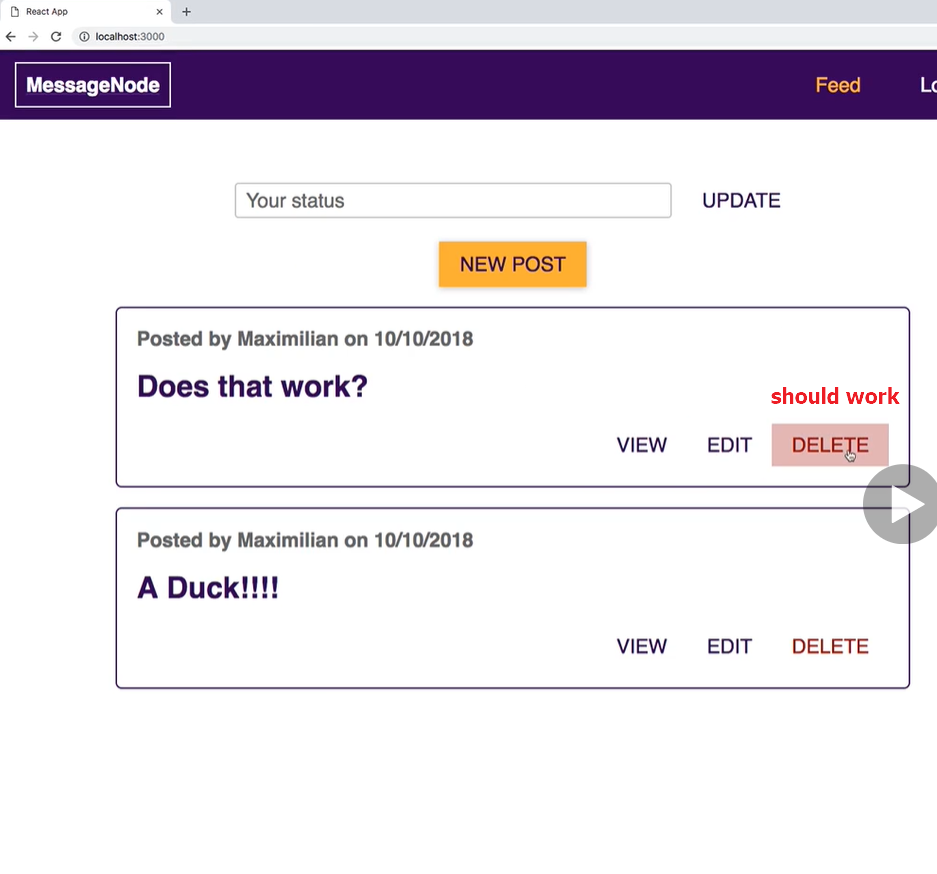 React App
localhost:3000
MessageNode
Feed
Your status
UPDATE
NEW POST
Posted by Maximilian on 10/10/2018
Does that work?
should work
VIEW EDIT DELETE
Posted by Maximilian on 10/10/2018
A Duck!!!!
VIEW EDIT DELETE